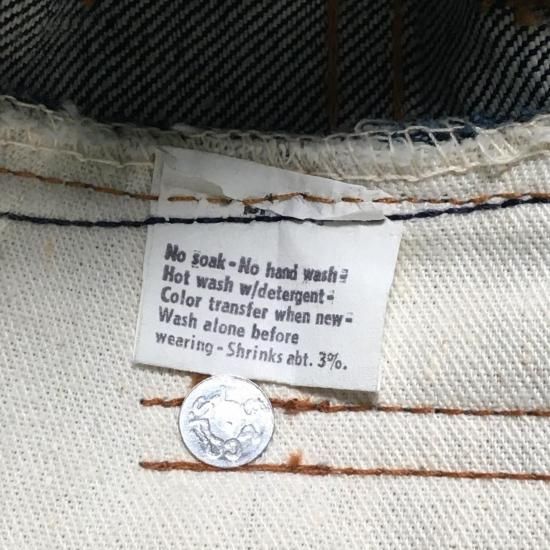 No soak - No hand wash -
Hot wash w/detergent -
Color transfer when new -
Wash alone before
wearing - Shrinks abt. 3%.